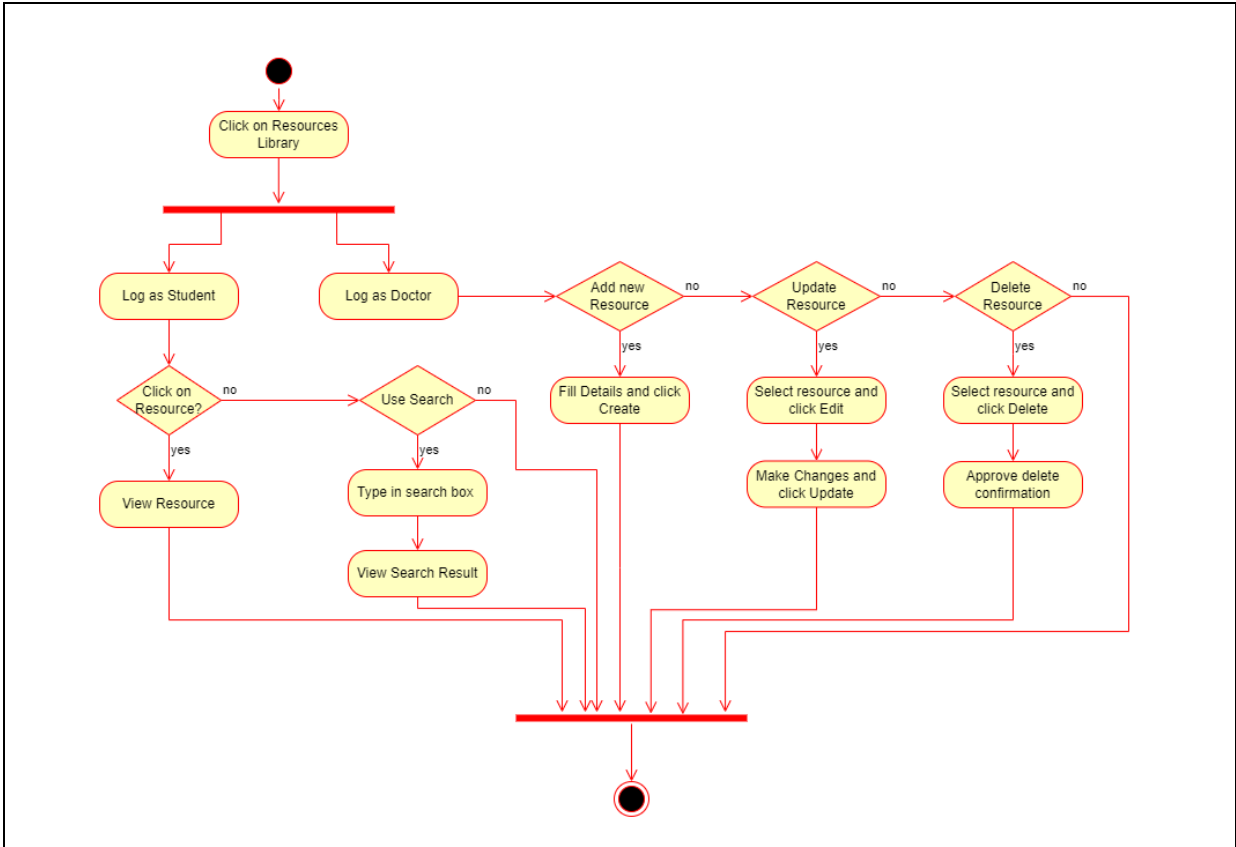 Click on Resources
Library
Log as Student
Log as Doctor
Add new
Resource
no
Update
Resource
no
Delete
Resource
no
yes
yes
yes
Click on
Resource?
no
Use Search
no
Fill Details and click
Create
Select resource and
click Edit
Select resource and
click Delete
yes
yes
View Resource
Type in search box
Make Changes and
click Update
Approve delete
confirmation
View Search Result